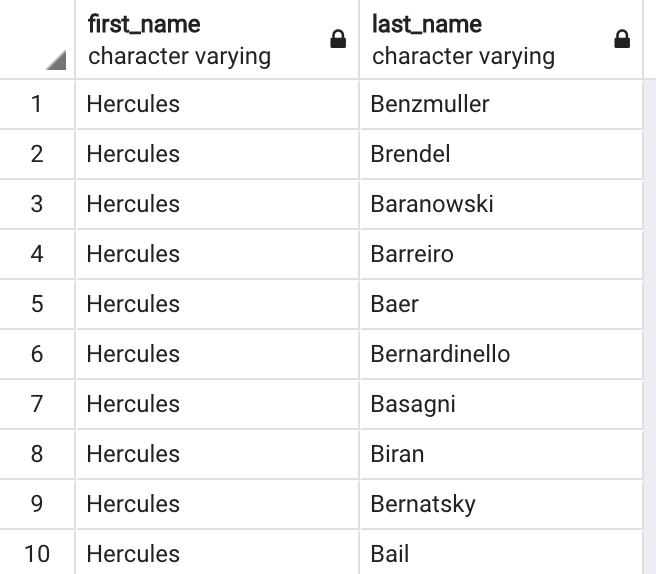 first_name last_name
character varying character varying
1 Hercules Benzmuller
2 Hercules Brendel
3 Hercules Baranowski
4 Hercules Barreiro
5 Hercules Baer
6 Hercules Bernardinello
7 Hercules Basagni
8 Hercules Biran
9 Hercules Bernatsky
10 Hercules Bail